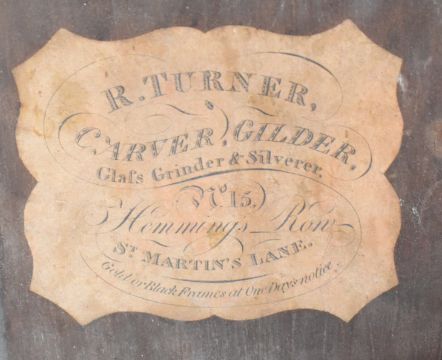 R. TURNER,
CARVER, GILDER,
Glaſs Grinder & Silverer,
No. 15,
Hemmings Row
ST. MARTIN'S LANE.
Gold or Black Frames at One Days notice.